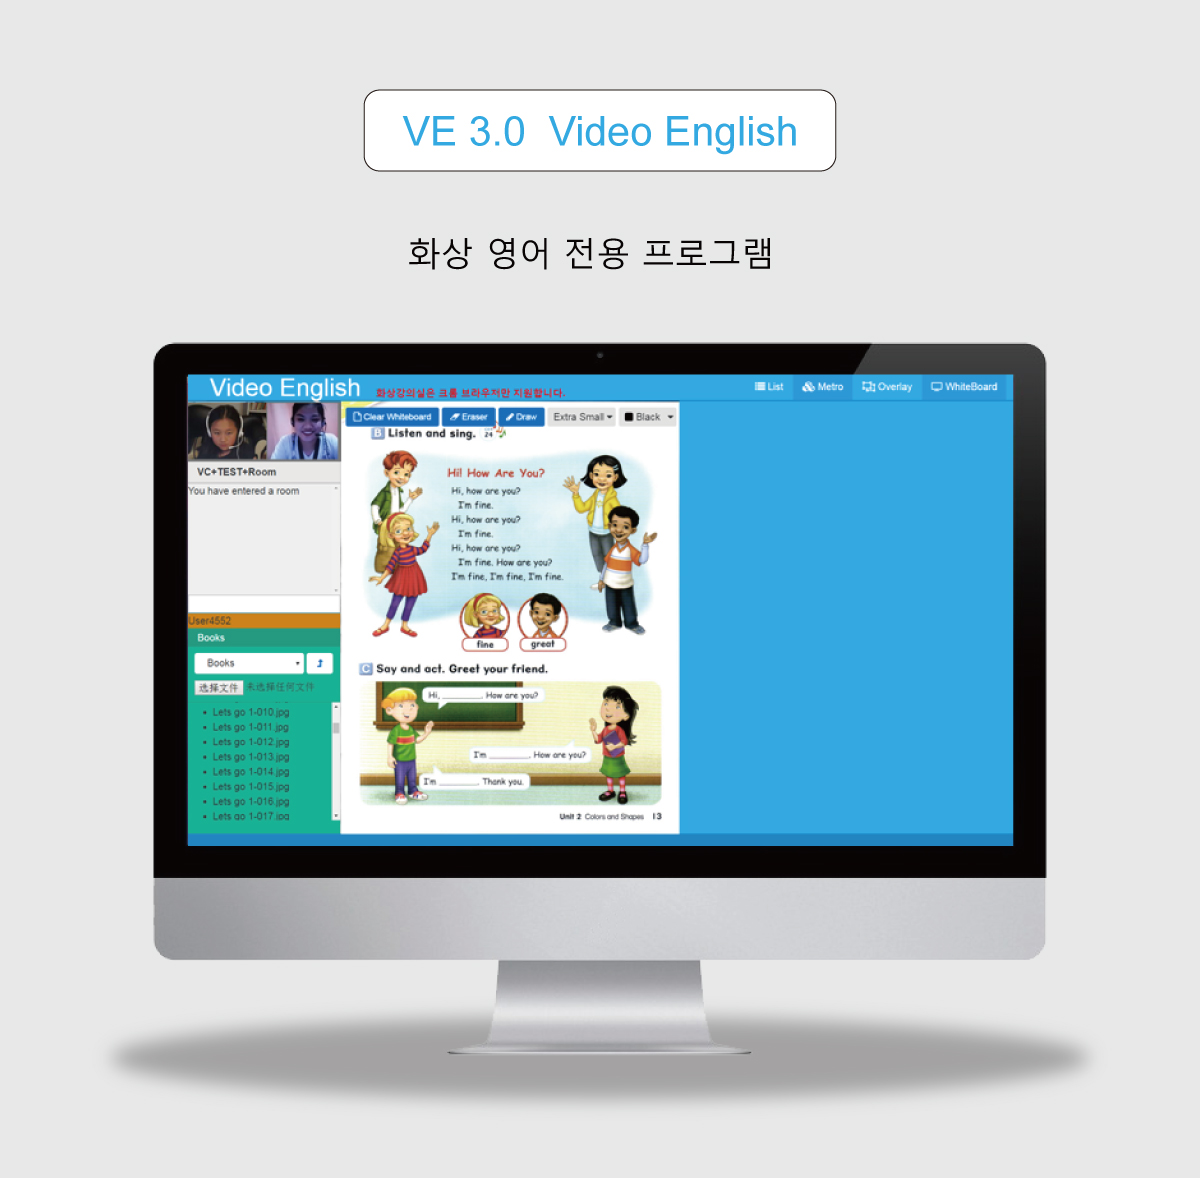 VE 3.0 Video English
화상 영어 전용 프로그램
Video English
화상강의실은 크롬 브라우저만 지원합니다.
List
Metro
Overlay
WhiteBoard
VC+TEST+Room
You have entered a room
User4552
Books
Books
选择文件 未选择任何文件
Lets go 1-010.jpg
Lets go 1-011.jpg
Lets go 1-012.jpg
Lets go 1-013.jpg
Lets go 1-014.jpg
Lets go 1-015.jpg
Lets go 1-016.jpg
Lets go 1-017.jpg
Clear Whiteboard
Eraser
Draw
Extra Small
Black
B Listen and sing.
24
Hi! How Are You?
Hi, how are you?
I'm fine.
Hi, how are you?
I'm fine.
Hi, how are you?
I'm fine. How are you?
I'm fine, I'm fine, I'm fine.
fine
great
C Say and act. Greet your friend.
Hi, ________. How are you?
I'm ________. How are you?
I'm ________. Thank you.
Unit 2 Colors and Shapes 13